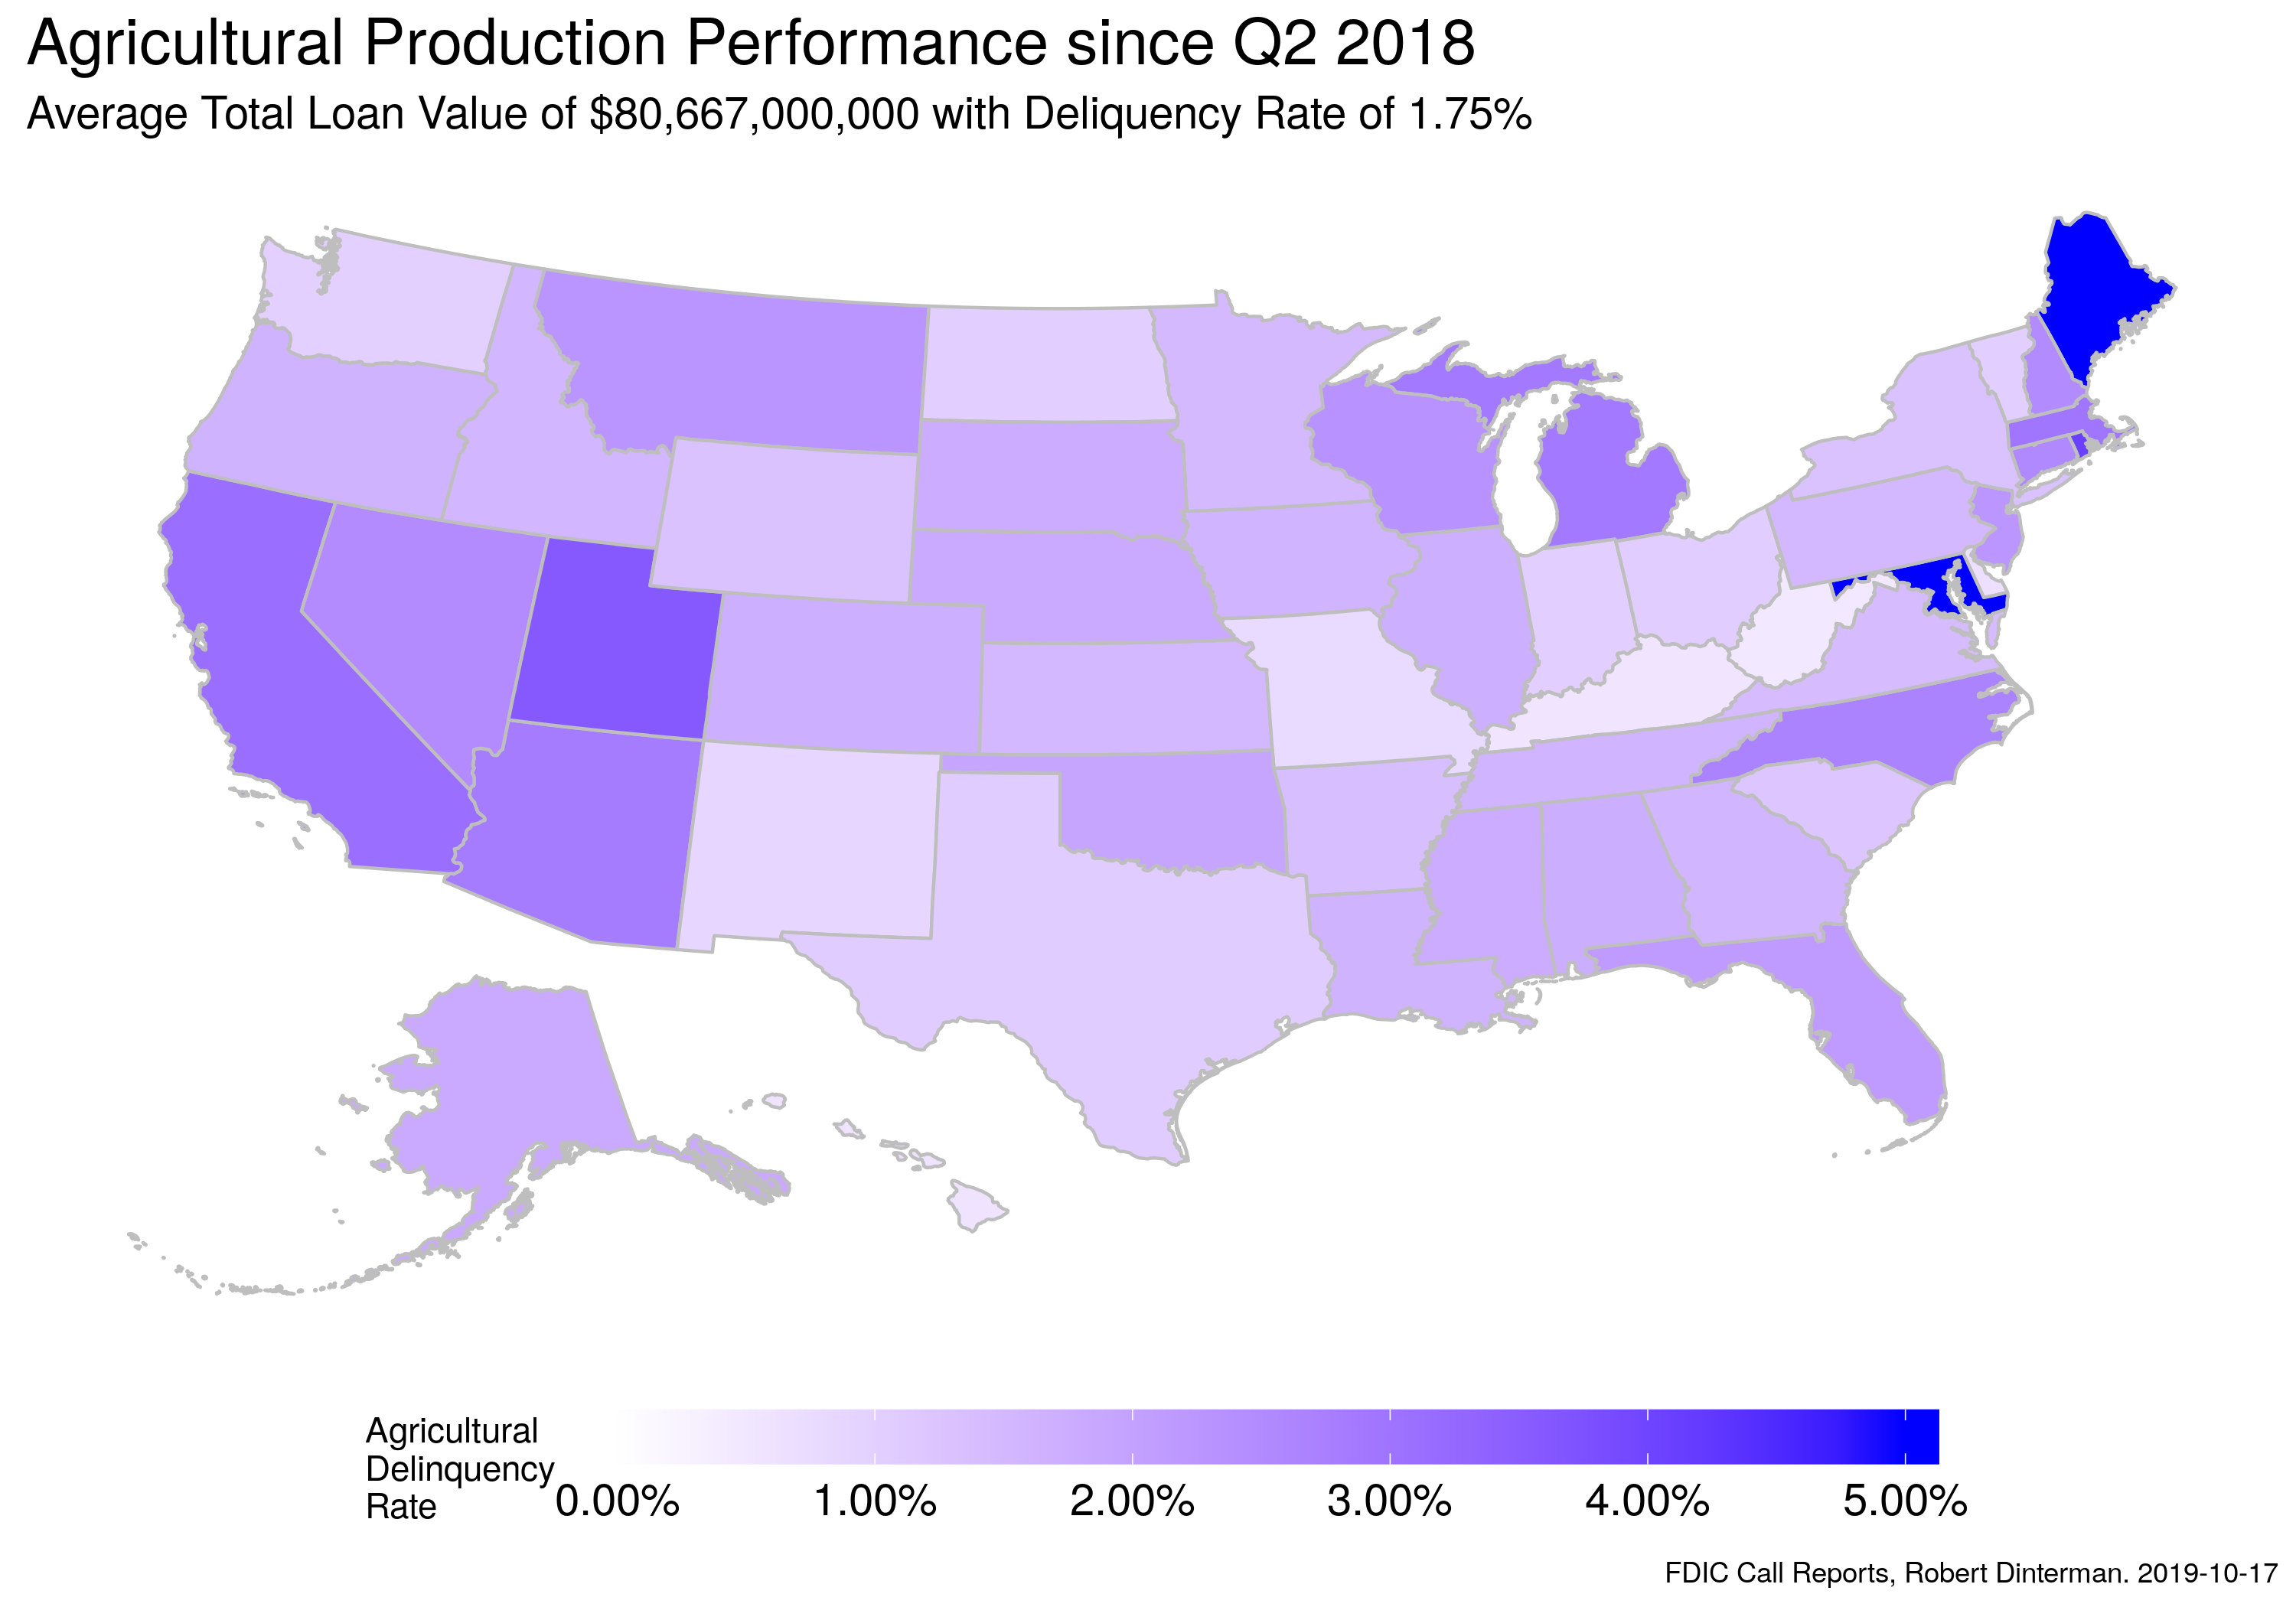 Agricultural Production Performance since Q2 2018
Average Total Loan Value of $80,667,000,000 with Deliquency Rate of 1.75%
Agricultural
Delinquency
Rate
0.00% 1.00% 2.00% 3.00% 4.00% 5.00%
FDIC Call Reports, Robert Dinterman. 2019-10-17